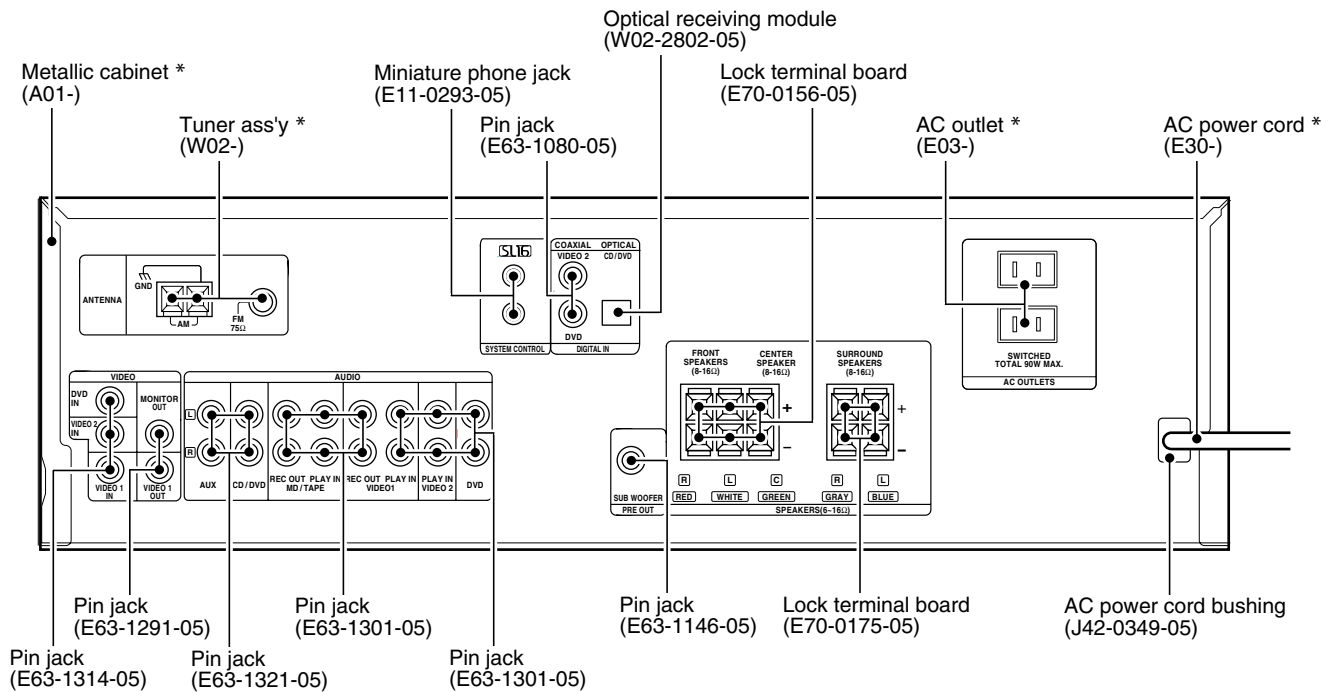 Optical receiving module
(W02-2802-05)
Metallic cabinet *
(A01-)
Miniature phone jack
(E11-0293-05)
Lock terminal board
(E70-0156-05)
Tuner ass'y *
(W02-)
Pin jack
(E63-1080-05)
AC outlet *
(E03-)
AC power cord *
(E30-)
ANTENNA
GND
AM
FM
75Ω
SL16
SYSTEM CONTROL
COAXIAL
VIDEO 2
OPTICAL
CD/DVD
DVD
DIGITAL IN
SWITCHED
TOTAL 90W MAX.
AC OUTLETS
VIDEO
DVD
IN
VIDEO 2
IN
VIDEO 1
IN
MONITOR
OUT
VIDEO 1
OUT
AUDIO
L
R
AUX
CD/DVD
REC OUT PLAY IN
MD/TAPE
REC OUT PLAY IN
VIDEO1
PLAY IN
VIDEO 2
DVD
SUB WOOFER
PRE OUT
FRONT
SPEAKERS
(8-16Ω)
CENTER
SPEAKER
(8-16Ω)
SURROUND
SPEAKERS
(8-16Ω)
+
+
–
–
R L C R L
RED WHITE GREEN GRAY BLUE
SPEAKERS(6~16Ω)
Pin jack
(E63-1291-05)
Pin jack
(E63-1301-05)
Pin jack
(E63-1146-05)
Lock terminal board
(E70-0175-05)
AC power cord bushing
(J42-0349-05)
Pin jack
(E63-1314-05)
Pin jack
(E63-1321-05)
Pin jack
(E63-1301-05)